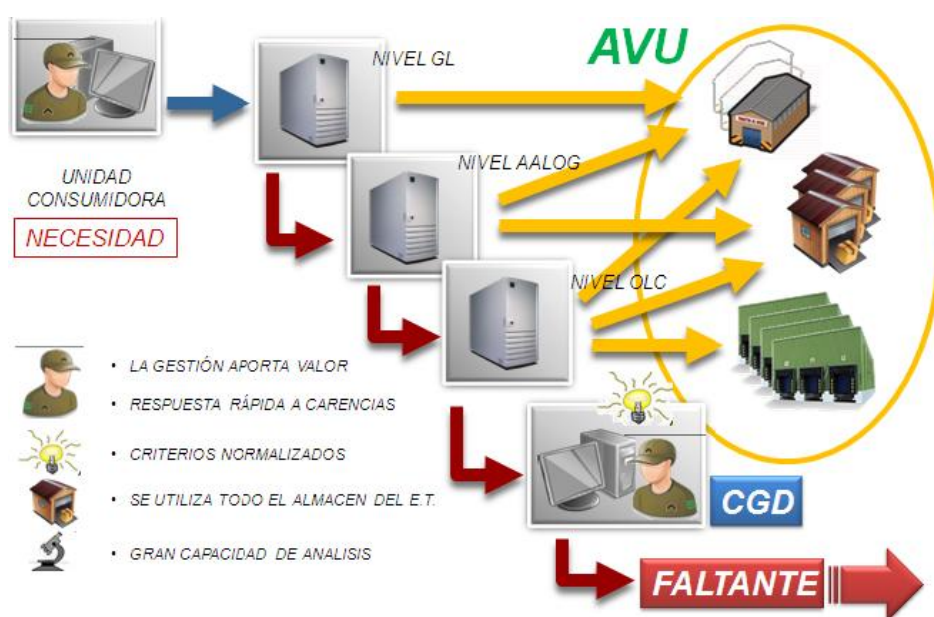 AVU
NIVEL GL
NIVEL AALOG
NIVEL OLC
UNIDAD
CONSUMIDORA
NECESIDAD
• LA GESTIÓN APORTA VALOR
• RESPUESTA RÁPIDA A CARENCIAS
• CRITERIOS NORMALIZADOS
• SE UTILIZA TODO EL ALMACEN DEL E.T.
• GRAN CAPACIDAD DE ANALISIS
CGD
FALTANTE